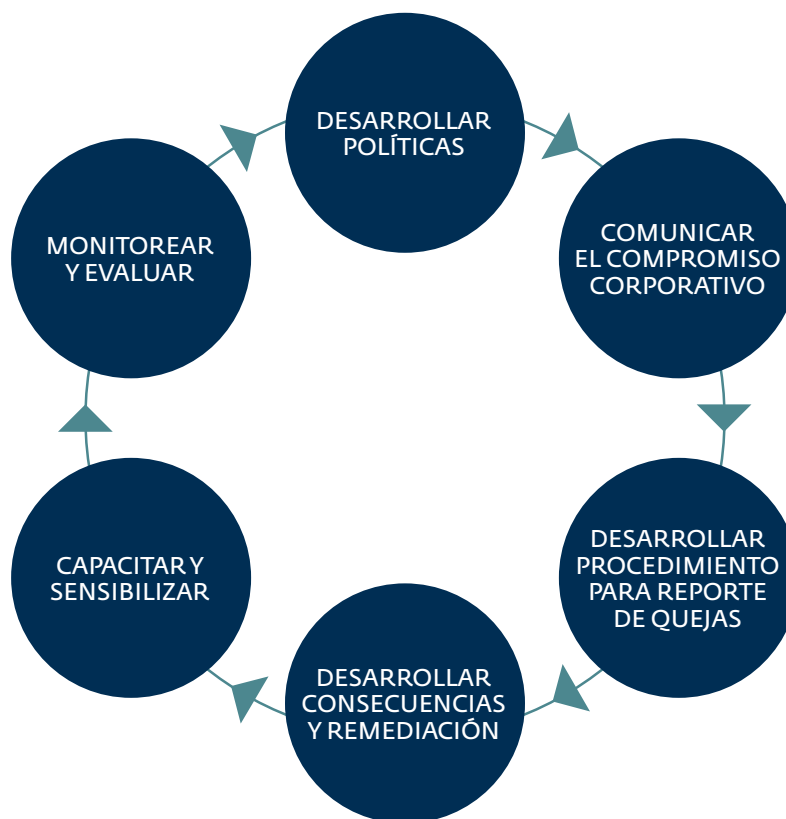 DESARROLLAR
POLÍTICAS
COMUNICAR
EL COMPROMISO
CORPORATIVO
DESARROLLAR
PROCEDIMIENTO
PARA REPORTE
DE QUEJAS
DESARROLLAR
CONSECUENCIAS
Y REMEDIACIÓN
CAPACITAR Y
SENSIBILIZAR
MONITOREAR
Y EVALUAR